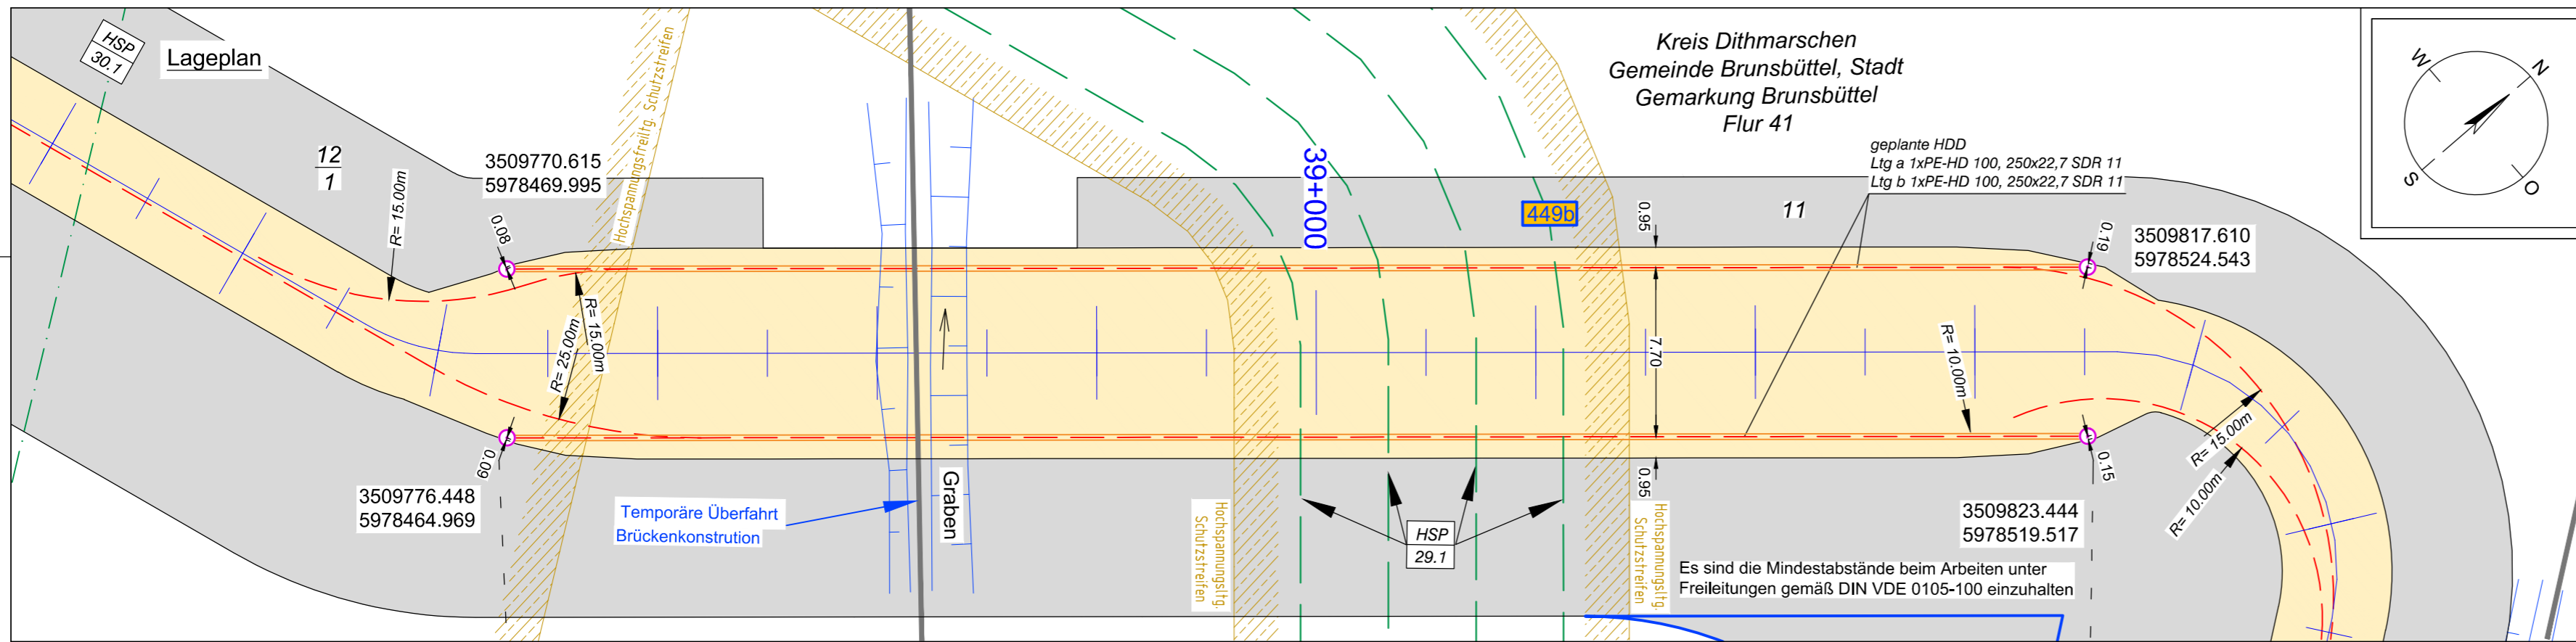 HSP
30.1
Lageplan
12
1
R= 15.00m
3509770.615
5978469.995
0.08
Hochspannungsfreiltg. Schutzstreifen
R= 15.00m
R= 25.00m
0.09
3509776.448
5978464.969
Temporäre Überfahrt
Brückenkonstrution
Graben
Hochspannungsltg.
Schutzstreifen
39+000
449b
HSP
29.1
Kreis Dithmarschen
Gemeinde Brunsbüttel, Stadt
Gemarkung Brunsbüttel
Flur 41
geplante HDD
Ltg a 1xPE-HD 100, 250x22,7 SDR 11
Ltg b 1xPE-HD 100, 250x22,7 SDR 11
11
0.95
7.70
0.95
Hochspannungsltg.
Schutzstreifen
0.19
3509817.610
5978524.543
R= 10.00m
R= 15.00m
R= 10.00m
0.15
3509823.444
5978519.517
Es sind die Mindestabstände beim Arbeiten unter
Freileitungen gemäß DIN VDE 0105-100 einzuhalten
W
N
S
O